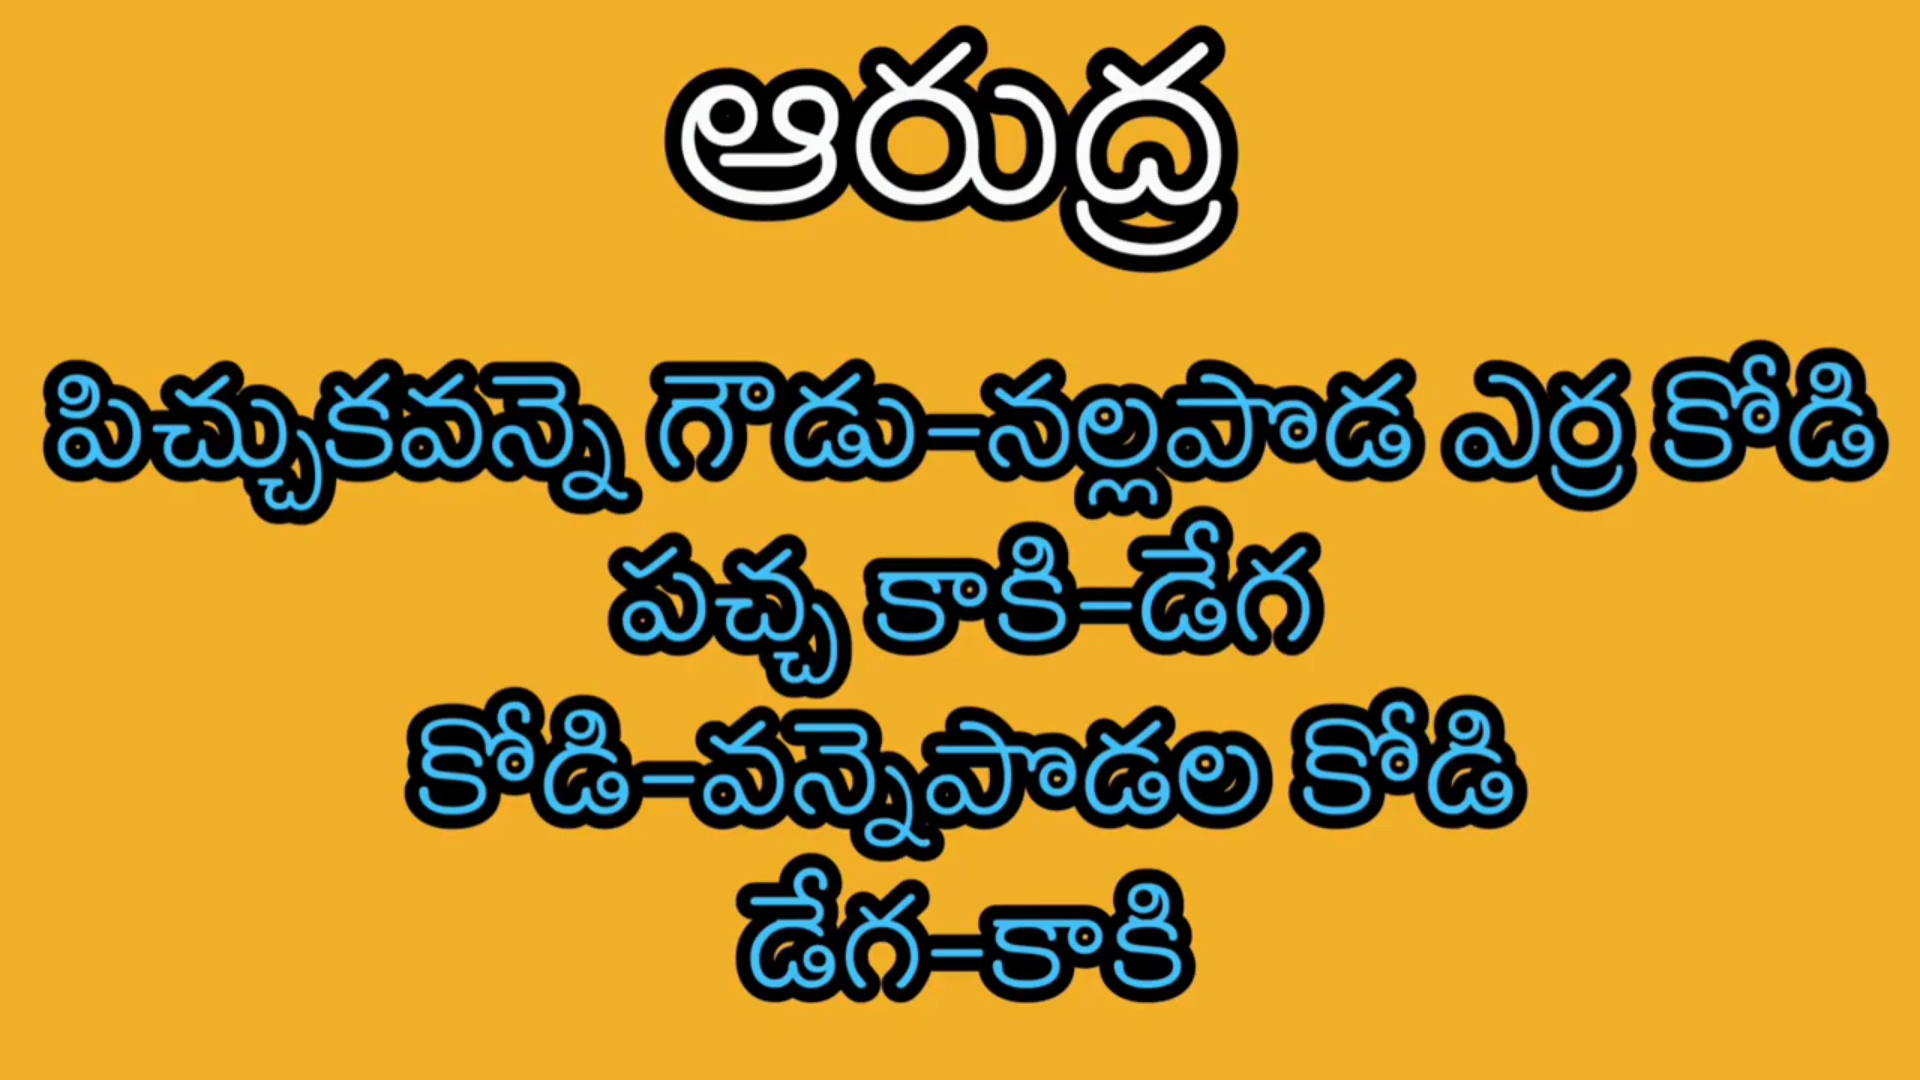 ఆరుద్ర
పిచ్చుకవన్నె గౌడు-నల్లపొడ ఎర్ర కోడి
పచ్చ కాకి-డేగ
కోడి-వన్నెపొడల కోడి
డేగ-కాకి